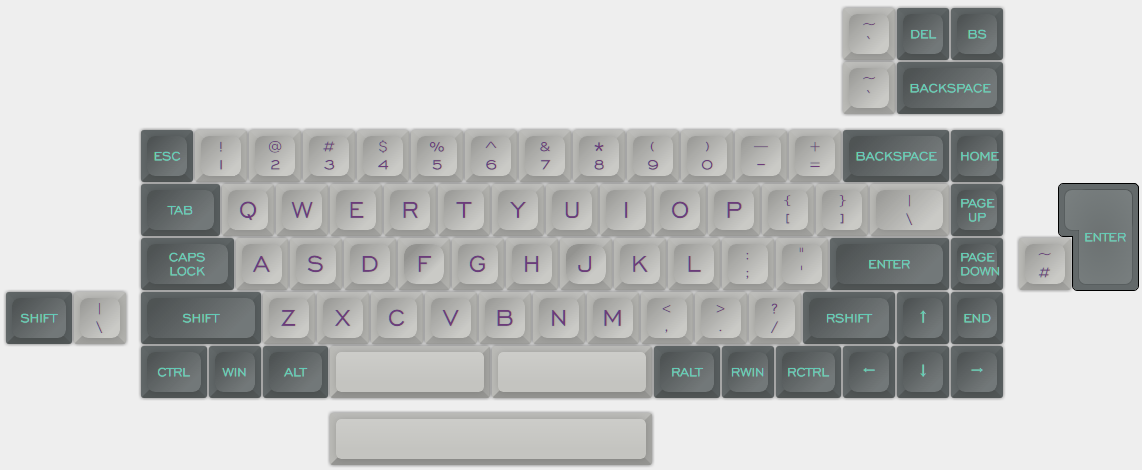 ~ ` DEL BS
~ ` BACKSPACE
ESC ! 1 @ 2 # 3 $ 4 % 5 ^ 6 & 7 * 8 ( 9 ) 0 — - + = BACKSPACE HOME
TAB Q W E R T Y U I O P { [ } ] | \ PAGE UP
CAPS LOCK A S D F G H J K L : ; " ' ENTER PAGE DOWN ~ # ENTER
SHIFT | \ SHIFT Z X C V B N M < , > . ? / RSHIFT ↑ END
CTRL WIN ALT RALT RWIN RCTRL ← ↓ →